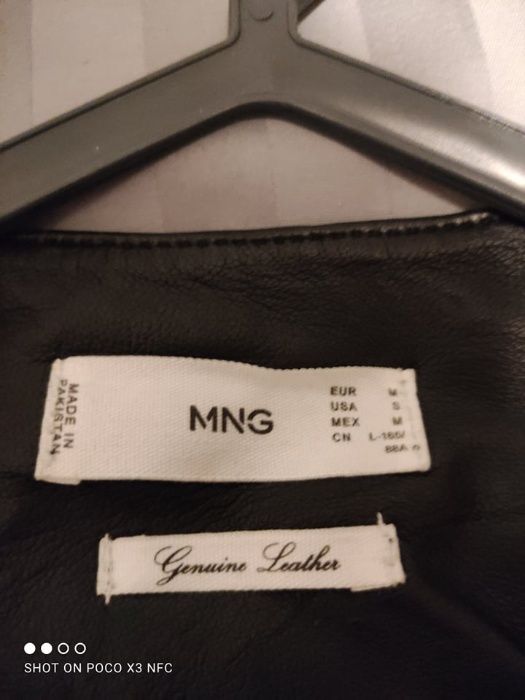 MADE IN
PAKISTAN
MNG
EUR M
USA S
MEX M
CN L-160/
88A
Genuine Leather
SHOT ON POCO X3 NFC